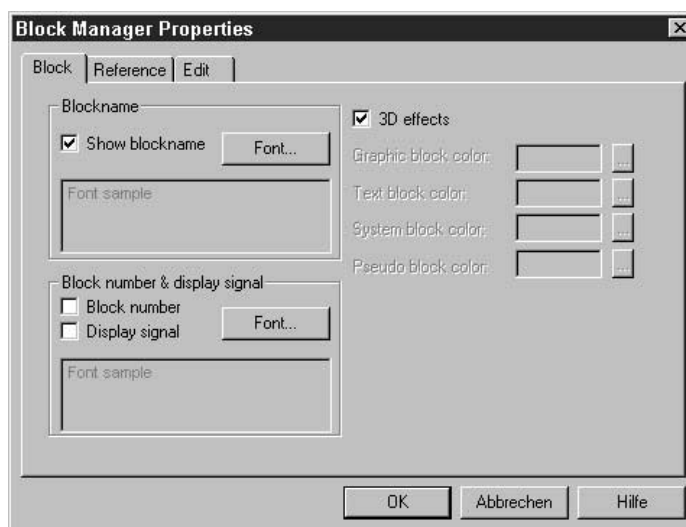 Block Manager Properties
Block Reference Edit
Blockname
Show blockname
Font...
Font sample
Block number & display signal
Block number
Display signal
Font...
Font sample
3D effects
Graphic block color: ...
Text block color: ...
System block color: ...
Pseudo block color: ...
OK Abbrechen Hilfe